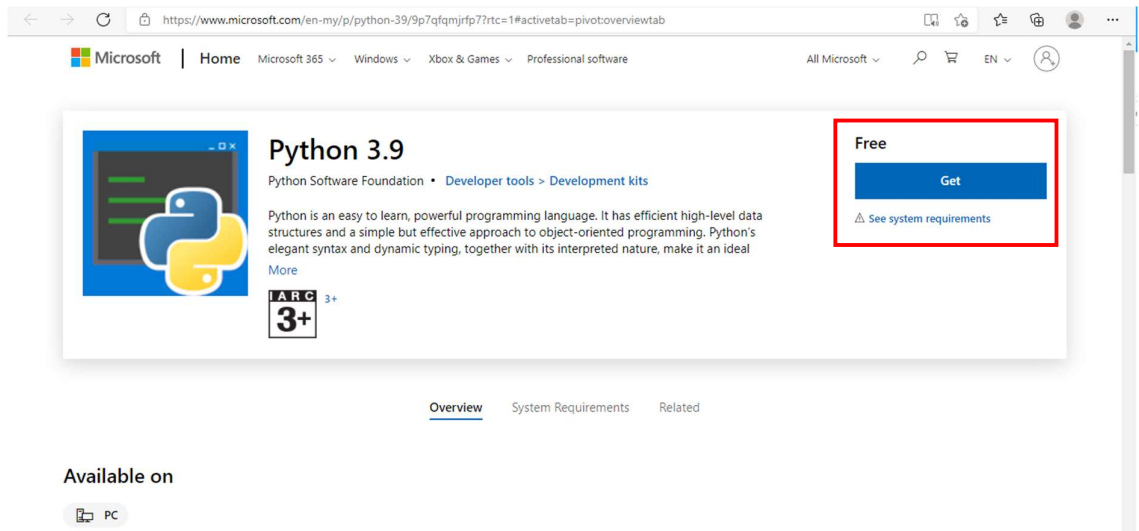 https://www.microsoft.com/en-my/p/python-39/9p7qfqmjrfp7?rtc=1#activetab=pivot:overviewtab
Microsoft Home Microsoft 365 Windows Xbox & Games Professional software All Microsoft EN
Python 3.9
Python Software Foundation • Developer tools > Development kits
Python is an easy to learn, powerful programming language. It has efficient high-level data
structures and a simple but effective approach to object-oriented programming. Python's
elegant syntax and dynamic typing, together with its interpreted nature, make it an ideal
More
IARC
3+
3+
Free
Get
See system requirements
Overview System Requirements Related
Available on
PC